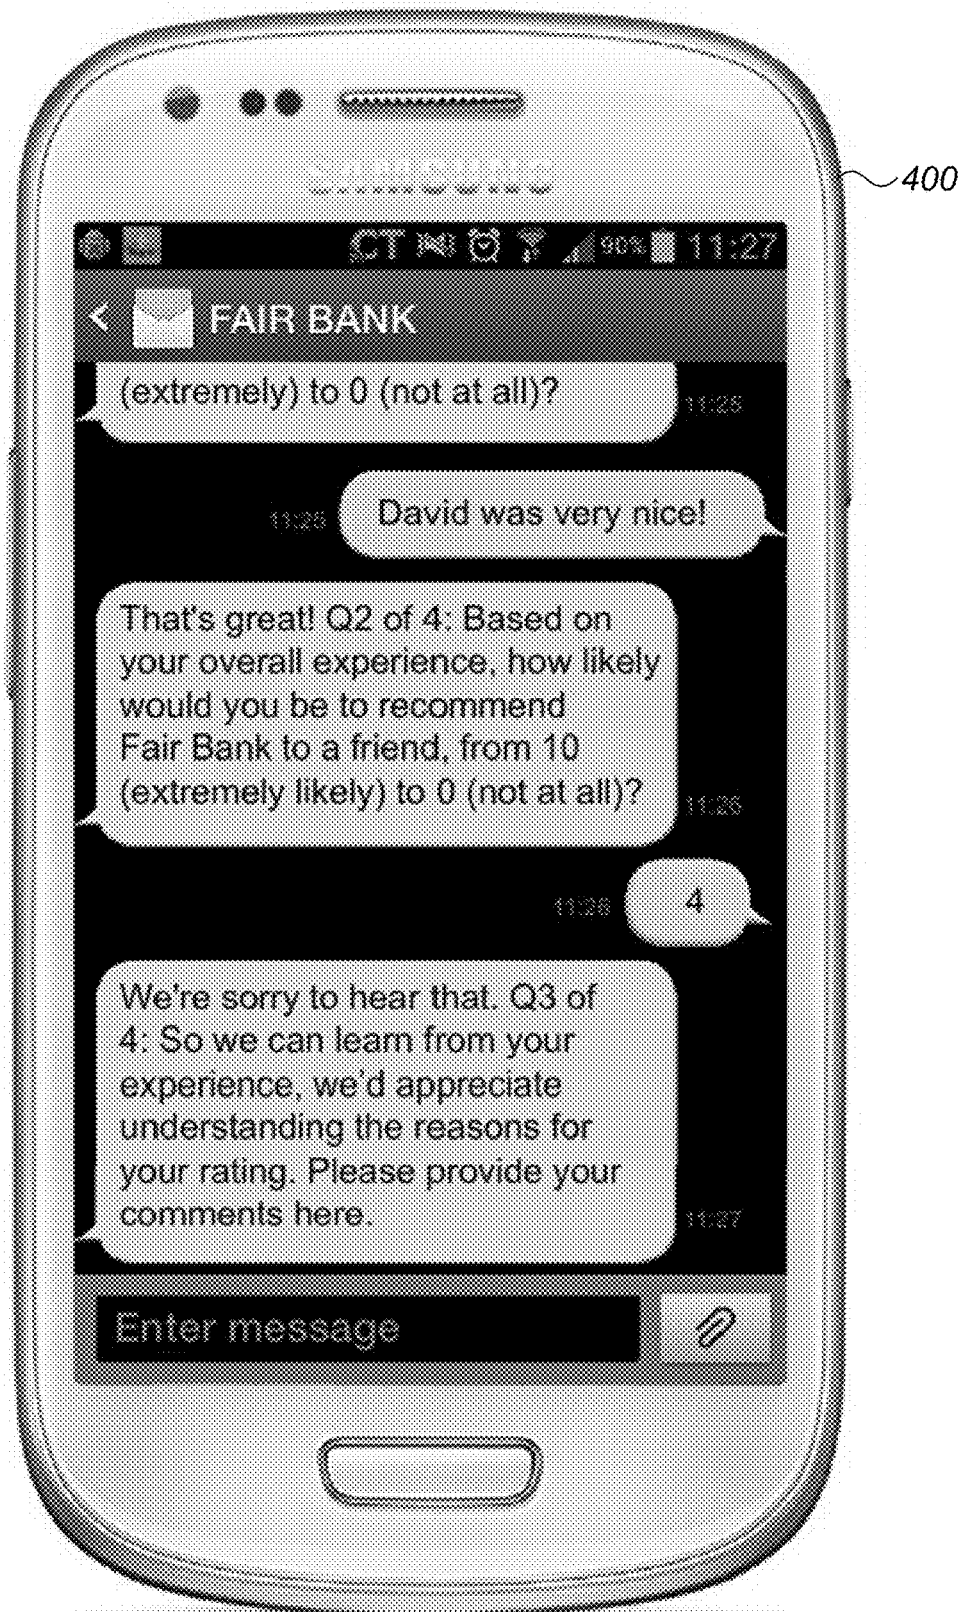 400
CT 90% 11:27
< FAIR BANK
(extremely) to 0 (not at all)?
11:25
David was very nice!
11:25
That's great! Q2 of 4: Based on
your overall experience, how likely
would you be to recommend
Fair Bank to a friend, from 10
(extremely likely) to 0 (not at all)?
11:26
4
11:26
We're sorry to hear that. Q3 of
4: So we can learn from your
experience, we'd appreciate
understanding the reasons for
your rating. Please provide your
comments here.
11:27
Enter message